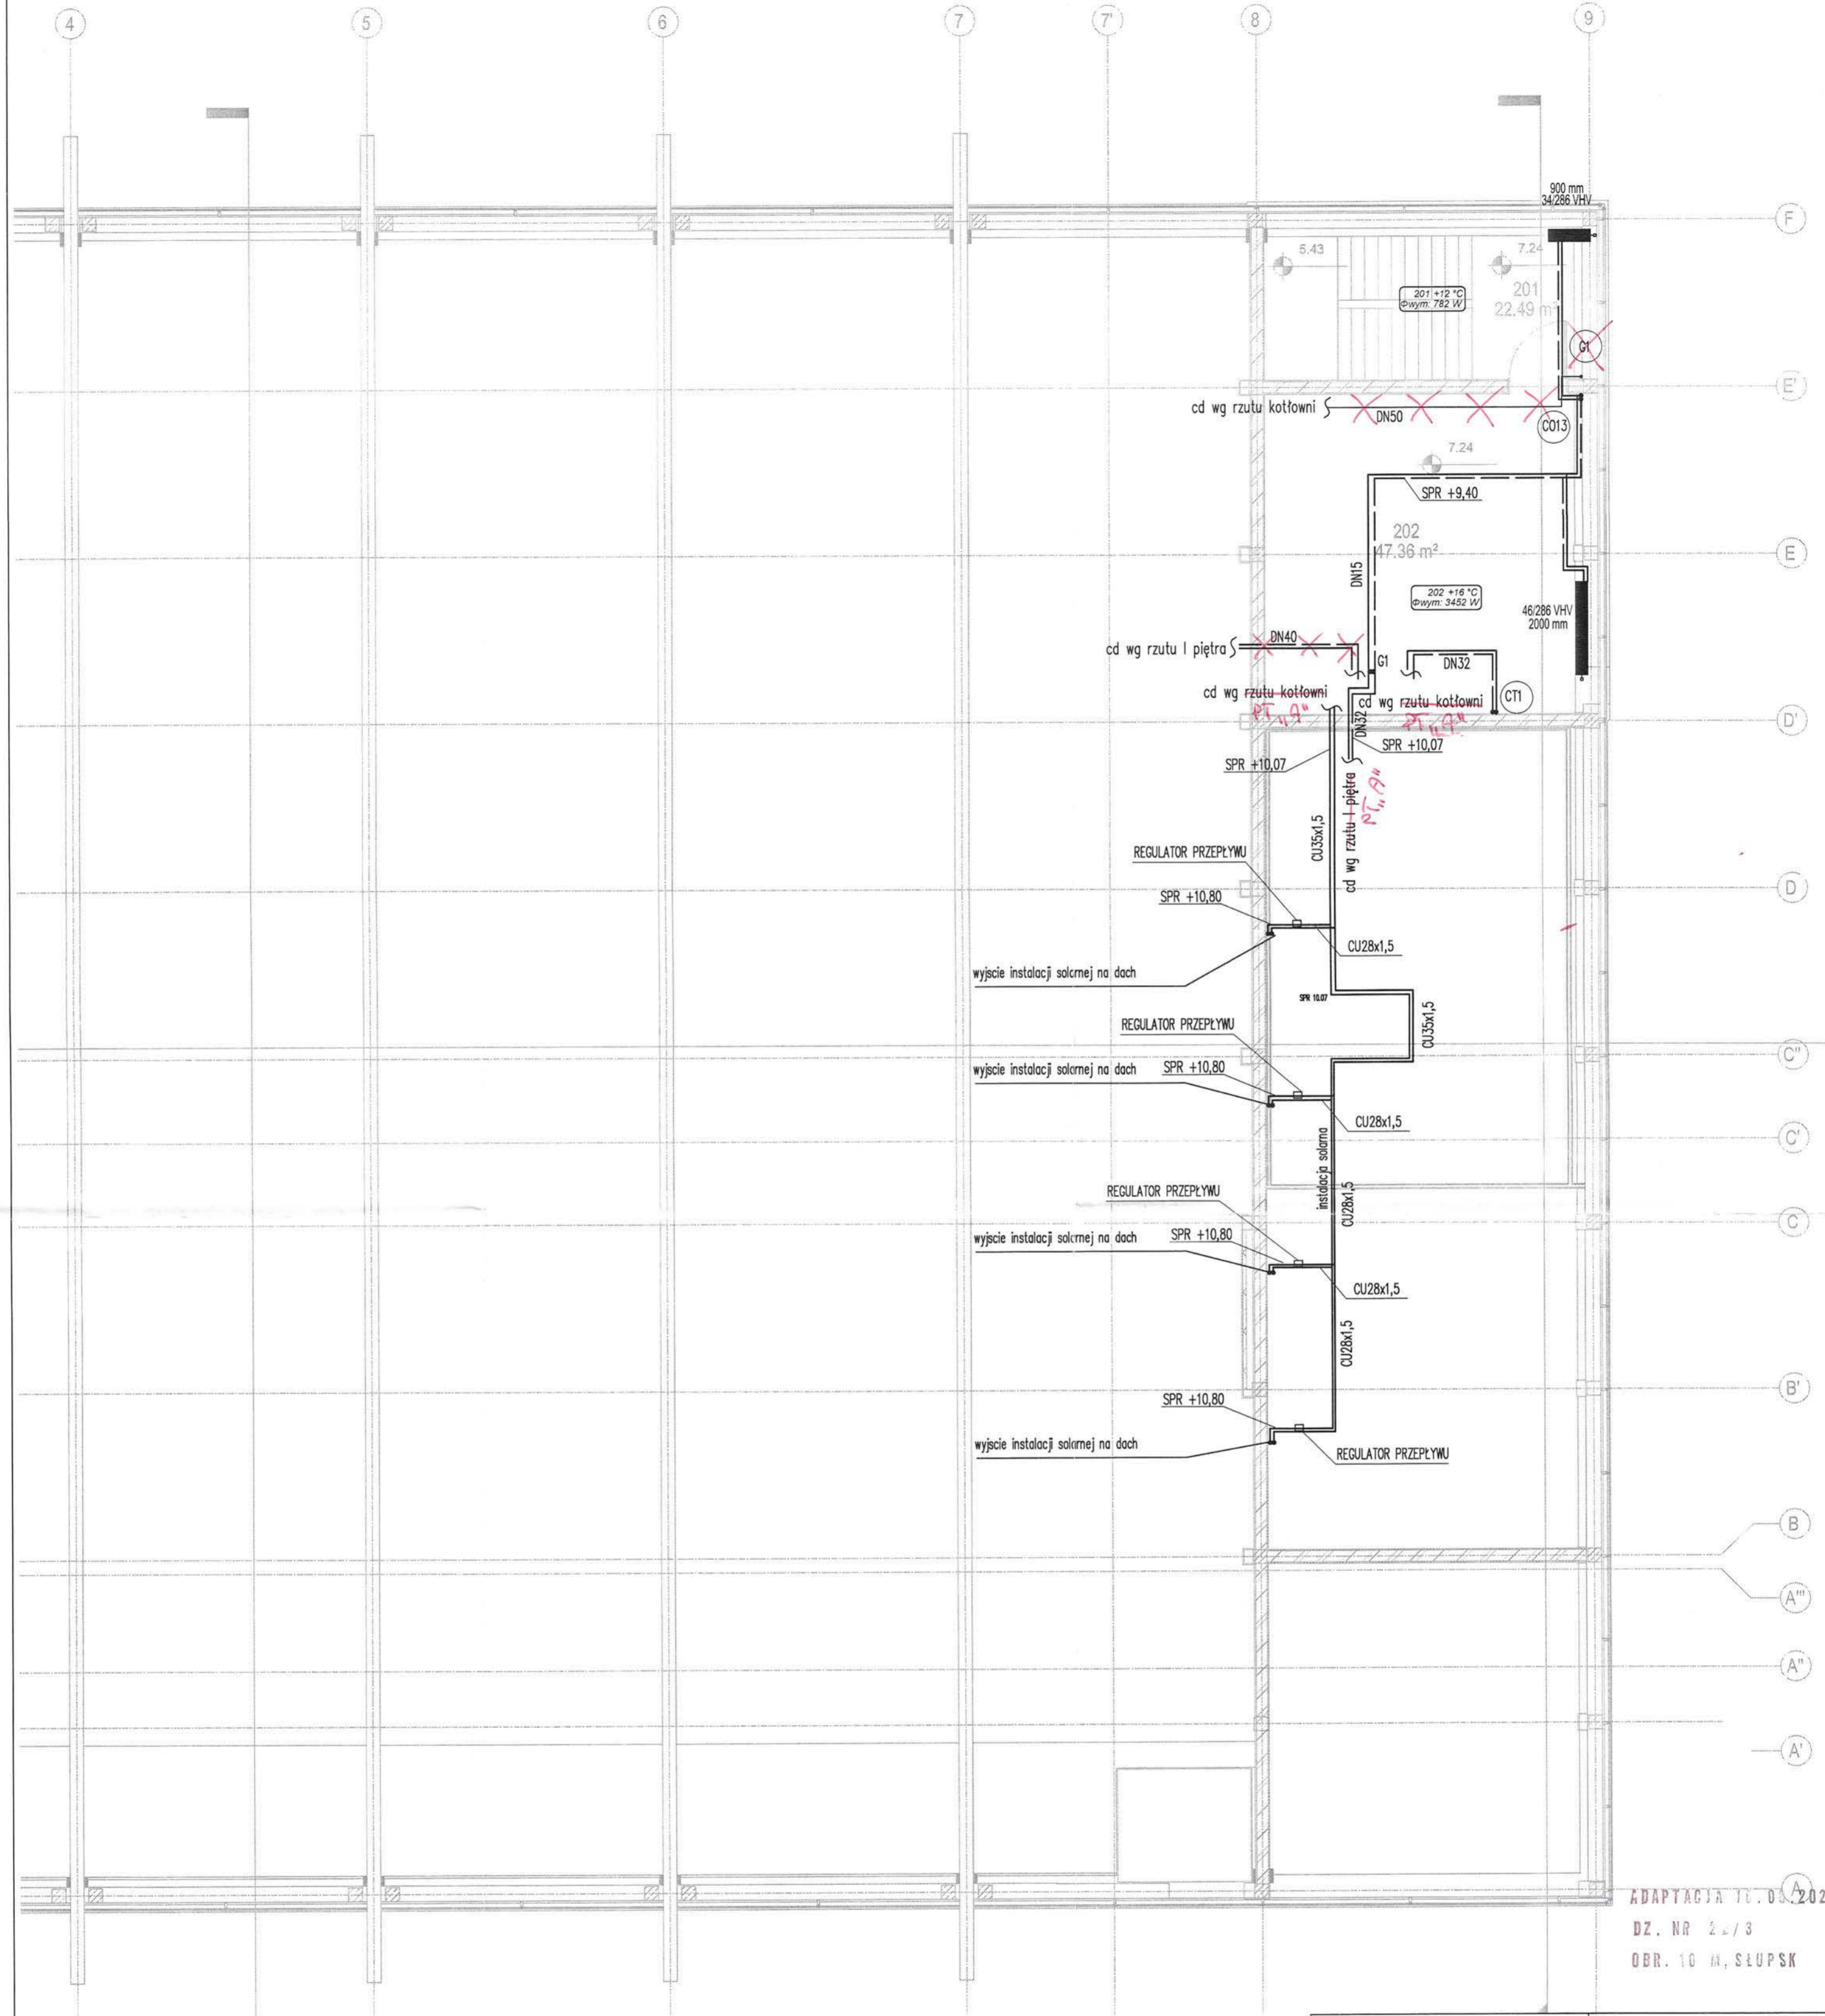 4
5
6
7
7'
8
9
900 mm
34/286 VHV
F
5.43
7.24
201 +12 °C
Φwym: 782 W
201
22.49 m²
G1
E'
cd wg rzutu kotłowni
DN50
CO13
7.24
SPR +9,40
202
47.36 m²
E
DN15
202 +16 °C
Φwym: 3452 W
46/286 VHV
2000 mm
DN40
cd wg rzutu I piętra
G1
DN32
cd wg rzutu kotłowni
PT „A"
cd wg rzutu kotłowni
PT „A"
CT1
D'
DN32
SPR +10,07
SPR +10,07
cd wg rzutu I piętra
PT „A"
CU35x1,5
REGULATOR PRZEPŁYWU
SPR +10,80
D
CU28x1,5
wyjscie instalacji solarnej na dach
SPR 10.07
CU35x1,5
REGULATOR PRZEPŁYWU
C"
wyjscie instalacji solarnej na dach
SPR +10,80
CU28x1,5
C'
instalacja solarna
CU28x1,5
REGULATOR PRZEPŁYWU
C
wyjscie instalacji solarnej na dach
SPR +10,80
CU28x1,5
CU28x1,5
B'
SPR +10,80
wyjscie instalacji solarnej na dach
REGULATOR PRZEPŁYWU
B
A'''
A"
A'
A
ADAPTACJA
DZ. NR
OBR. 10 M, SŁUPSK